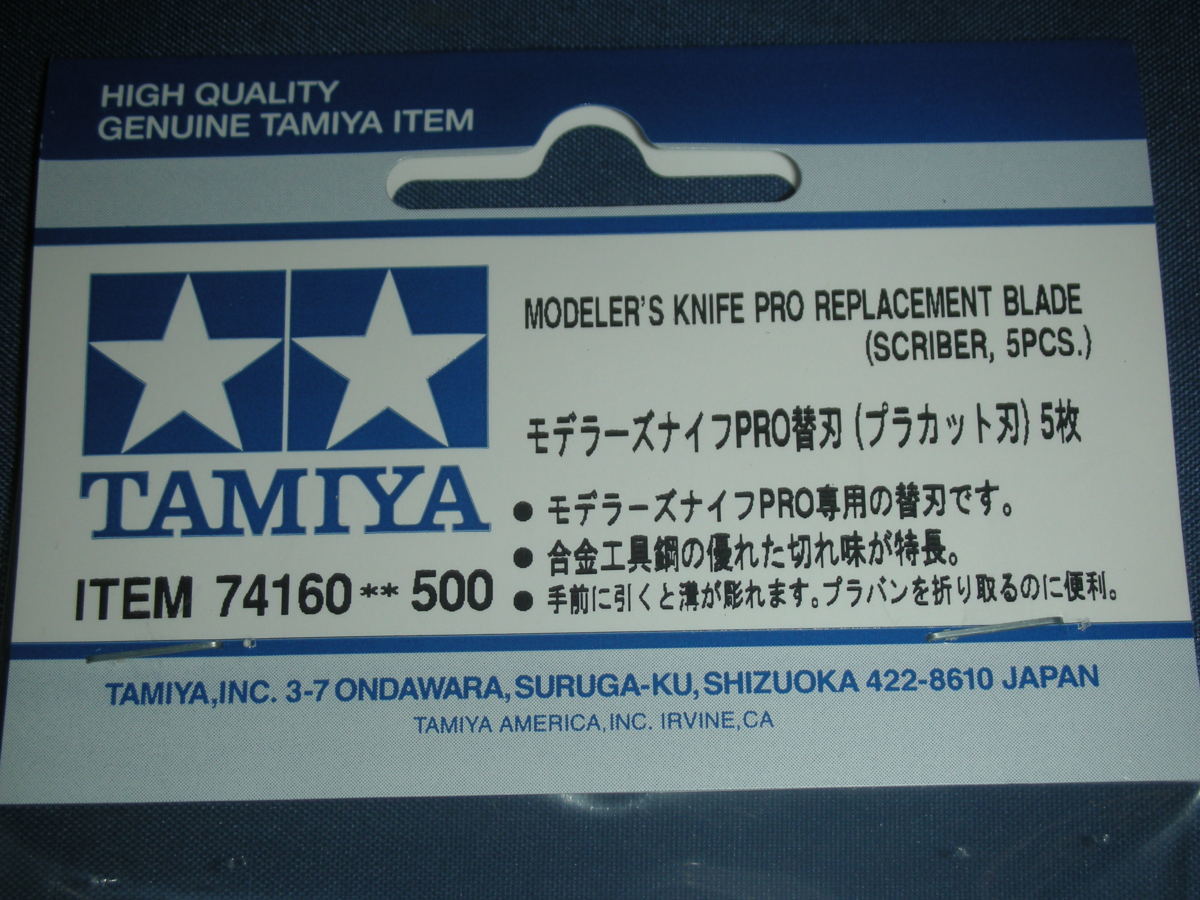 HIGH QUALITY
GENUINE TAMIYA ITEM
TAMIYA
ITEM 74160** 500
MODELER'S KNIFE PRO REPLACEMENT BLADE
(SCRIBER, 5PCS.)
モデラーズナイフPRO替刃(プラカット刃)5枚
● モデラーズナイフPRO専用の替刃です。
● 合金工具鋼の優れた切れ味が特長。
● 手前に引くと溝が彫れます。プラバンを折り取るのに便利。
TAMIYA,INC. 3-7 ONDAWARA,SURUGA-KU,SHIZUOKA 422-8610 JAPAN
TAMIYA AMERICA,INC. IRVINE,CA